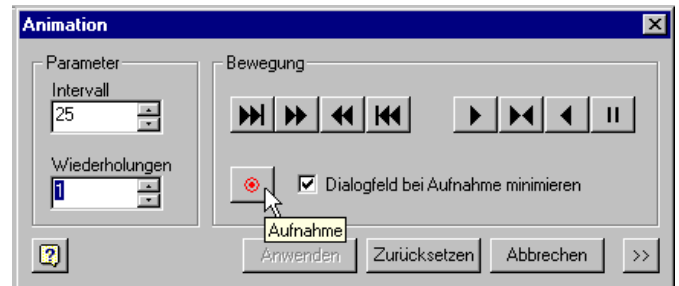 Animation
Parameter
Intervall
25
Wiederholungen
1
Bewegung
Dialogfeld bei Aufnahme minimieren
Aufnahme
Anwenden
Zurücksetzen
Abbrechen
>>